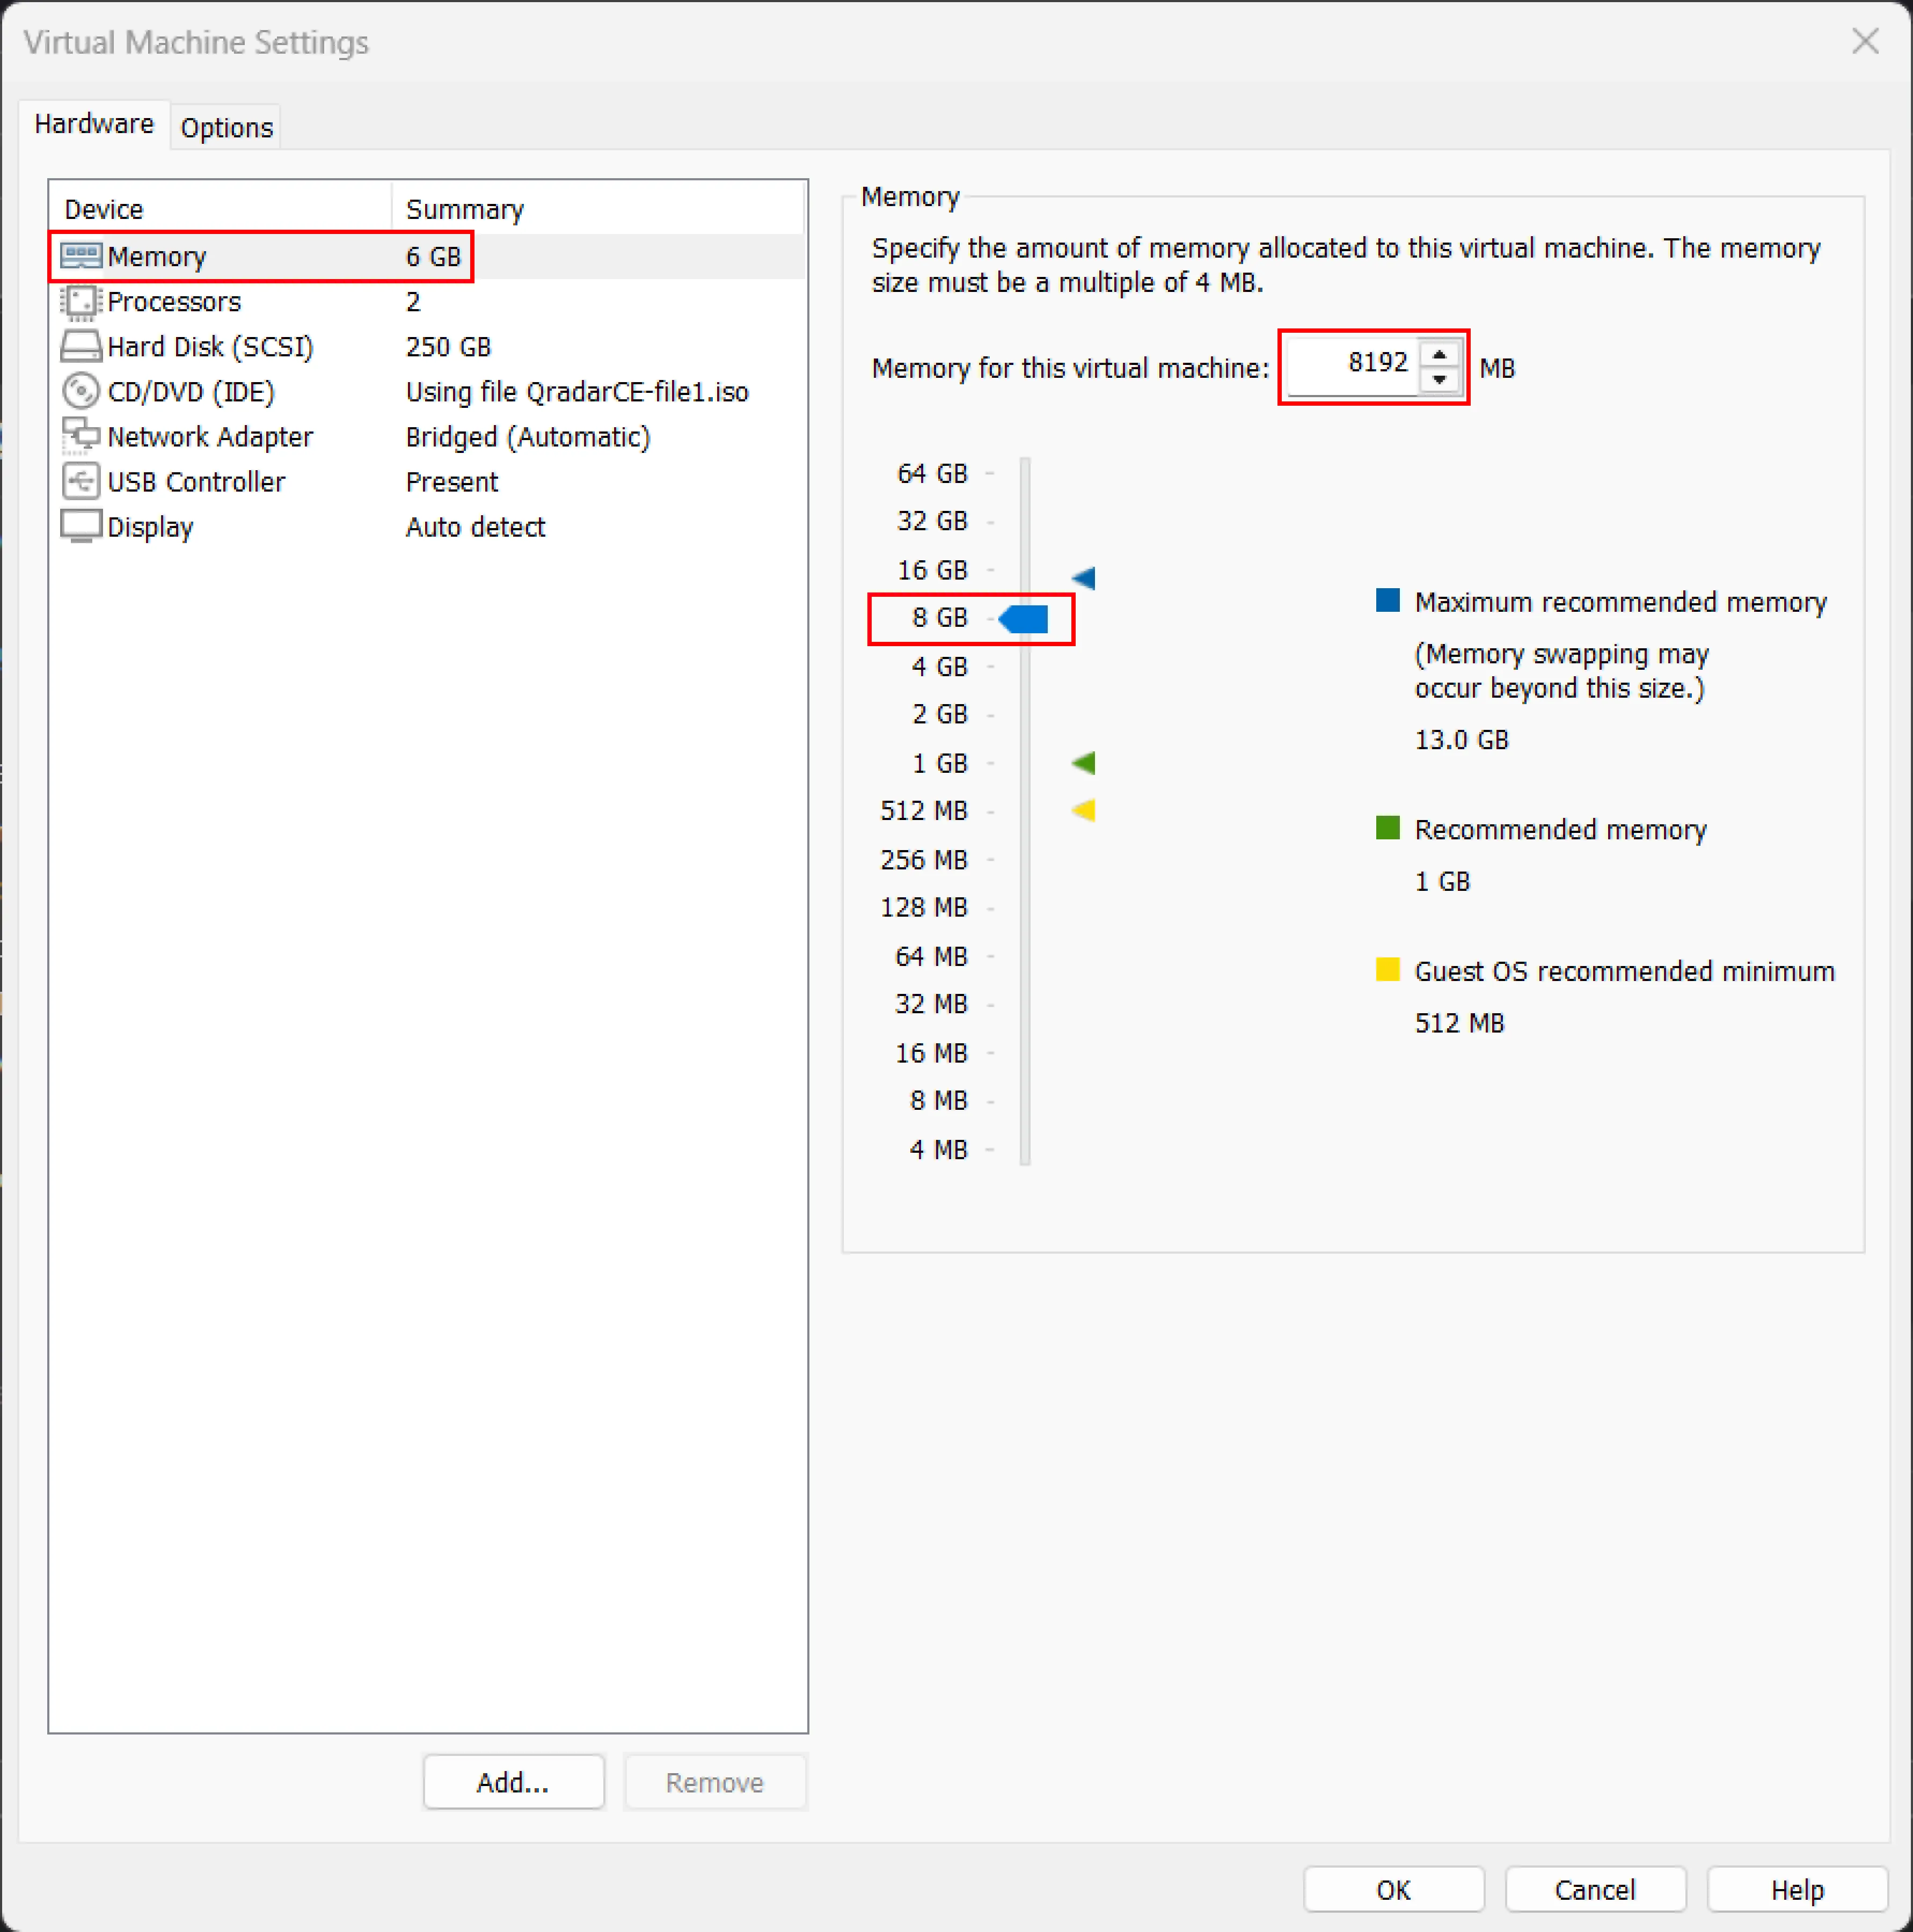 Virtual Machine Settings
Hardware
Options
Device Summary
Memory 6 GB
Processors 2
Hard Disk (SCSI) 250 GB
CD/DVD (IDE) Using file QradarCE-file1.iso
Network Adapter Bridged (Automatic)
USB Controller Present
Display Auto detect
Add...
Remove
Memory
Specify the amount of memory allocated to this virtual machine. The memory
size must be a multiple of 4 MB.
Memory for this virtual machine: 8192 MB
64 GB
32 GB
16 GB
8 GB
4 GB
2 GB
1 GB
512 MB
256 MB
128 MB
64 MB
32 MB
16 MB
8 MB
4 MB
Maximum recommended memory
(Memory swapping may
occur beyond this size.)
13.0 GB
Recommended memory
1 GB
Guest OS recommended minimum
512 MB
OK
Cancel
Help